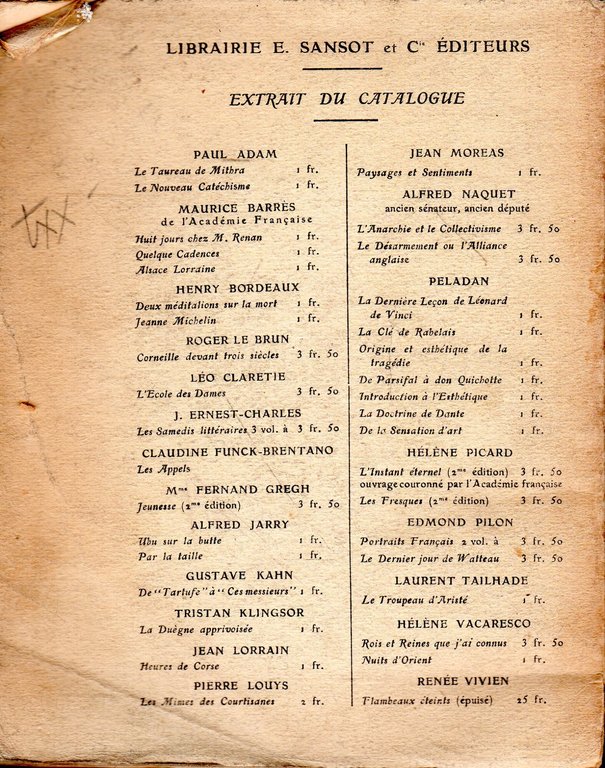 LIBRAIRIE E. SANSOT et Cie ÉDITEURS
EXTRAIT DU CATALOGUE
PAUL ADAM
Le Taureau de Mithra 1 fr.
Le Nouveau Catéchisme 1 fr.
MAURICE BARRÈS
de l'Académie Française
Huit jours chez M. Renan 1 fr.
Quelque Cadences 1 fr.
Alsace Lorraine 1 fr.
HENRY BORDEAUX
Deux méditations sur la mort 1 fr.
Jeanne Michelin 1 fr.
ROGER LE BRUN
Corneille devant trois siècles 3 fr. 50
LÉO CLARETIE
L'Ecole des Dames 3 fr. 50
J. ERNEST-CHARLES
Les Samedis littéraires 3 vol. à 3 fr. 50
CLAUDINE FUNCK-BRENTANO
Les Appels
Mme FERNAND GREGH
Jeunesse (2me édition) 3 fr. 50
ALFRED JARRY
Ubu sur la butte 1 fr.
Par la taille 1 fr.
GUSTAVE KAHN
De "Tartufe" à "Ces messieurs" 1 fr.
TRISTAN KLINGSOR
La Duègne apprivoisée 1 fr.
JEAN LORRAIN
Heures de Corse 1 fr.
PIERRE LOUYS
Les Mimes des Courtisanes 2 fr.
JEAN MOREAS
Paysages et Sentiments 1 fr.
ALFRED NAQUET
ancien sénateur, ancien député
L'Anarchie et le Collectivisme 3 fr. 50
Le Désarmement ou l'Alliance
anglaise 3 fr. 50
PELADAN
La Dernière Leçon de Léonard
de Vinci 1 fr.
La Clé de Rabelais 1 fr.
Origine et esthétique de la
tragédie 1 fr.
De Parsifal à don Quichotte 1 fr.
Introduction à l'Esthétique 1 fr.
La Doctrine de Dante 1 fr.
De la Sensation d'art 1 fr.
HÉLÈNE PICARD
L'Instant éternel (2me édition) 3 fr. 50
ouvrage couronné par l'Académie française
Les Fresques (2me édition) 3 fr. 50
EDMOND PILON
Portraits Français 2 vol. à 3 fr. 50
Le Dernier jour de Watteau 3 fr. 50
LAURENT TAILHADE
Le Troupeau d'Aristé 1 fr.
HÉLÈNE VACARESCO
Rois et Reines que j'ai connus 3 fr. 50
Nuits d'Orient 1 fr.
RENÉE VIVIEN
Flambeaux éteints (épuisé) 25 fr.